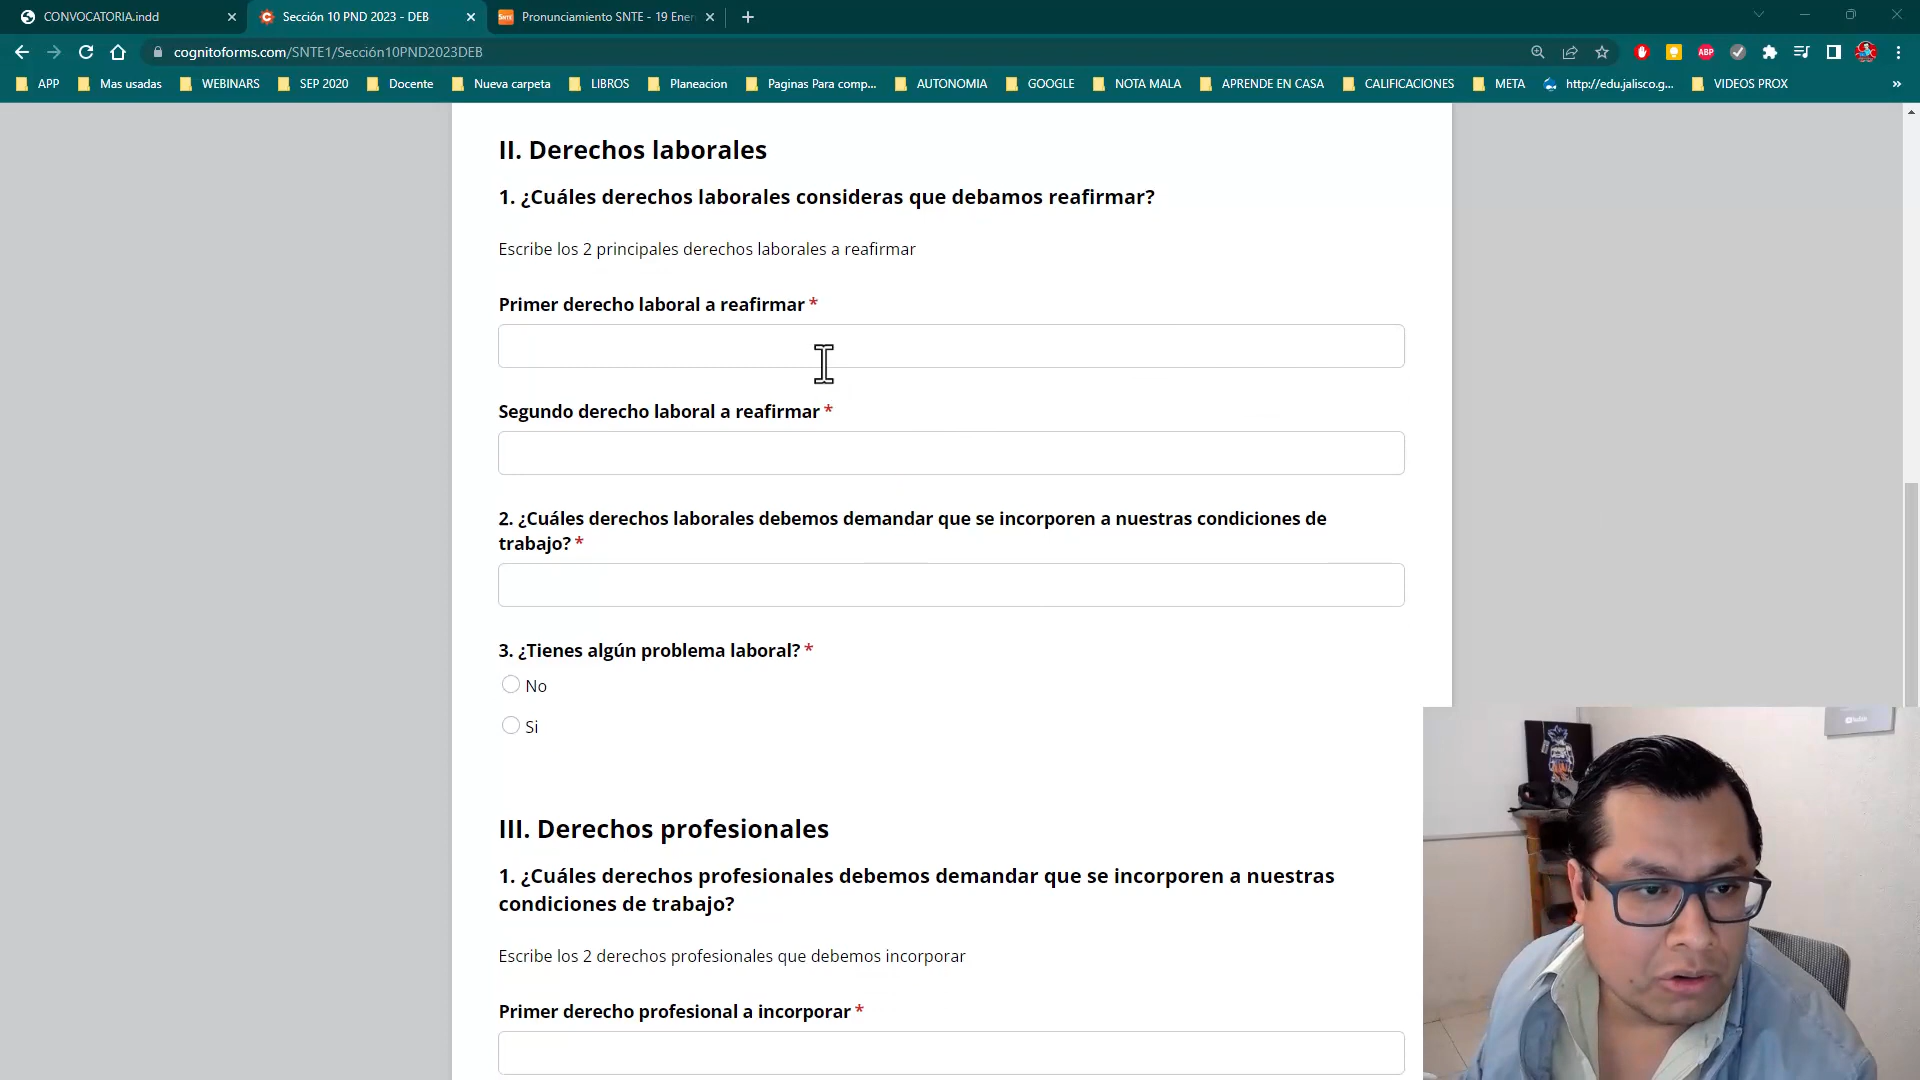 CONVOCATORIA.indd
Sección 10 PND 2023 - DEB
Pronunciamiento SNTE - 19 Ener
cognitoforms.com/SNTE1/Sección10PND2023DEB
APP
Mas usadas
WEBINARS
SEP 2020
Docente
Nueva carpeta
LIBROS
Planeacion
Paginas Para comp...
AUTONOMIA
GOOGLE
NOTA MALA
APRENDE EN CASA
CALIFICACIONES
META
http://edu.jalisco.g...
VIDEOS PROX
»
II. Derechos laborales
1. ¿Cuáles derechos laborales consideras que debamos reafirmar?
Escribe los 2 principales derechos laborales a reafirmar
Primer derecho laboral a reafirmar *
Segundo derecho laboral a reafirmar *
2. ¿Cuáles derechos laborales debemos demandar que se incorporen a nuestras condiciones de
trabajo? *
3. ¿Tienes algún problema laboral? *
No
Si
III. Derechos profesionales
1. ¿Cuáles derechos profesionales debemos demandar que se incorporen a nuestras
condiciones de trabajo?
Escribe los 2 derechos profesionales que debemos incorporar
Primer derecho profesional a incorporar *